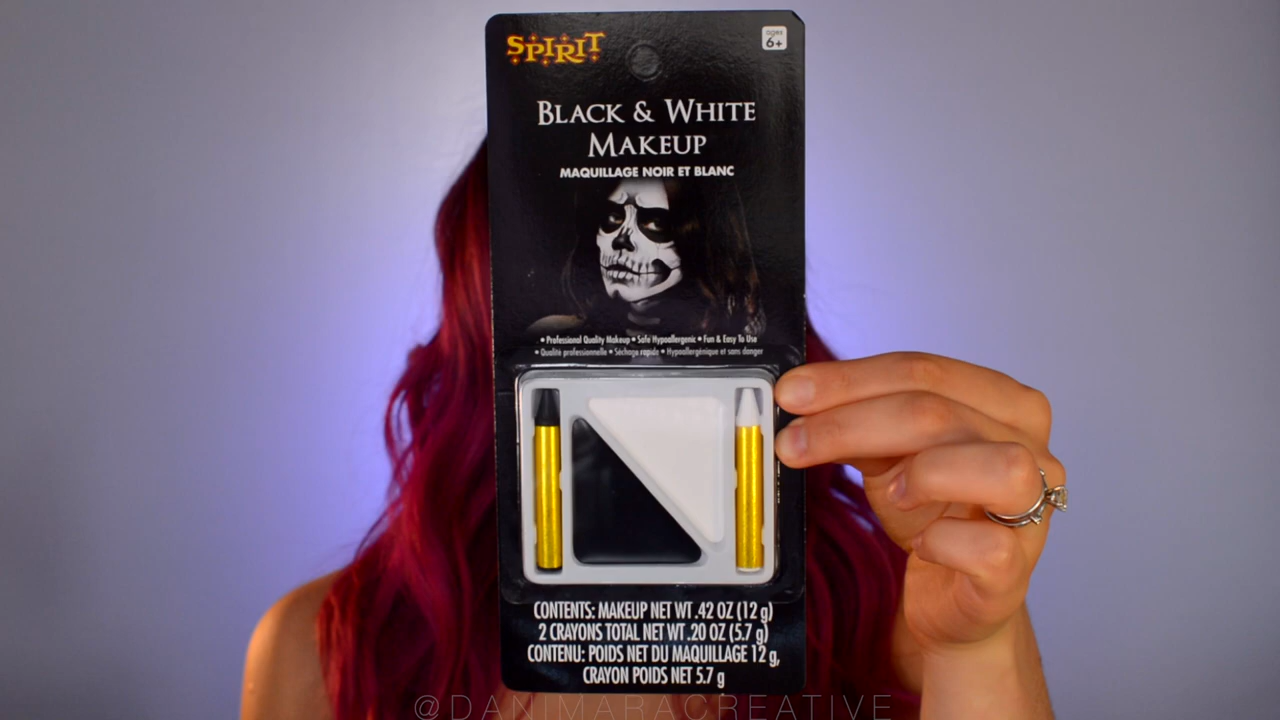 SPIRIT
6+
BLACK & WHITE
MAKEUP
MAQUILLAGE NOIR ET BLANC
• Professional Quality Makeup • Safe Hypoallergenic • Fun & Easy To Use
• Qualité professionnelle • Séchage rapide • Hypoallergénique et sans danger
CONTENTS: MAKEUP NET WT .42 OZ (12 g)
2 CRAYONS TOTAL NET WT .20 OZ (5.7 g)
CONTENU: POIDS NET DU MAQUILLAGE 12 g,
CRAYON POIDS NET 5.7 g
@DANIMARACREATIVE